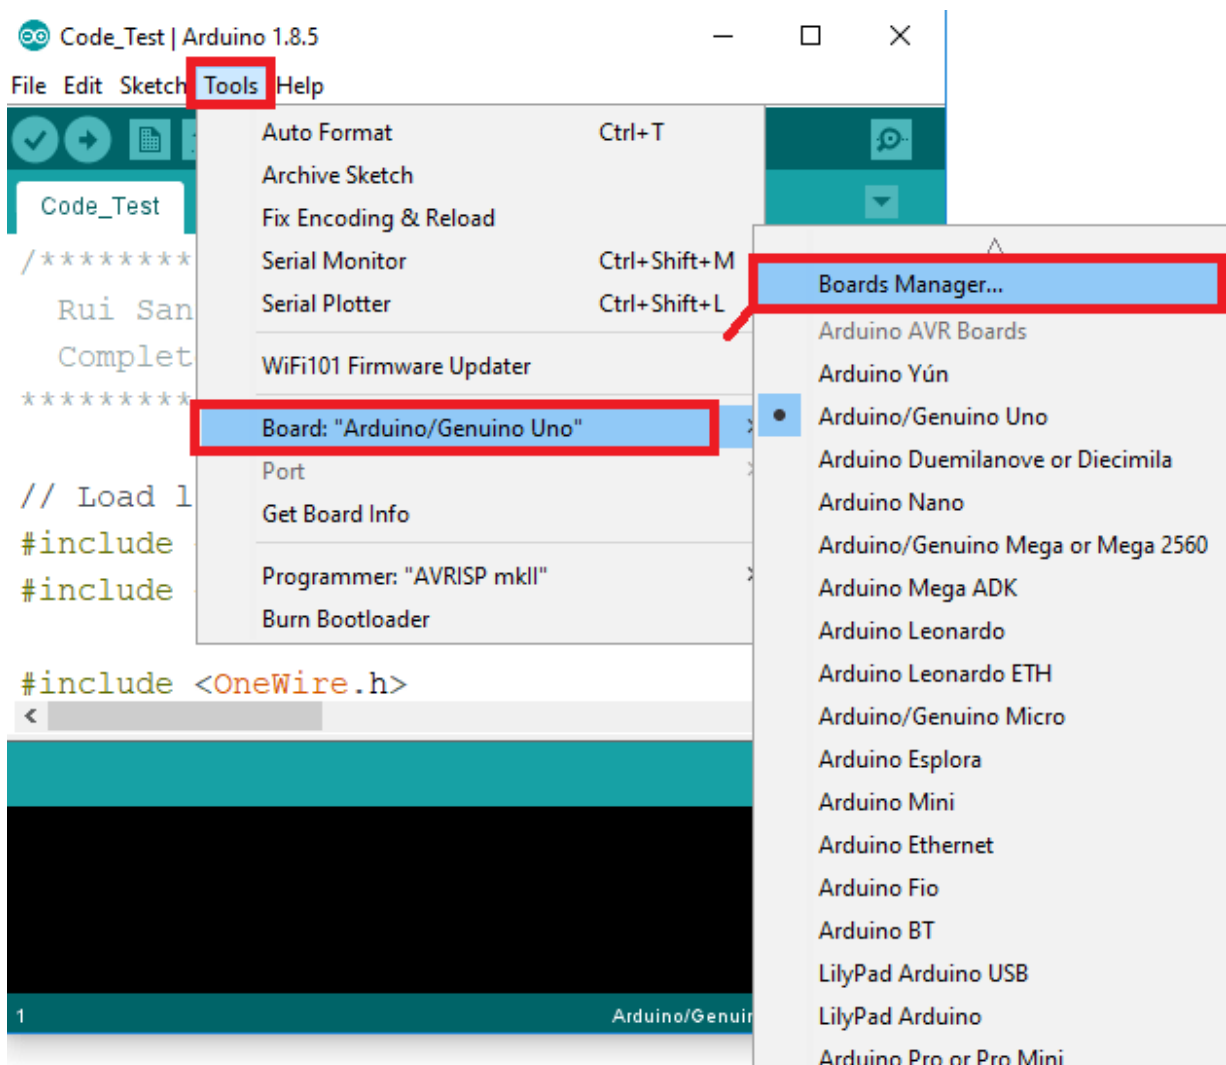 Code_Test | Arduino 1.8.5
File Edit Sketch Tools Help
Auto Format Ctrl+T
Archive Sketch
Fix Encoding & Reload
Serial Monitor Ctrl+Shift+M
Serial Plotter Ctrl+Shift+L
WiFi101 Firmware Updater
Board: "Arduino/Genuino Uno"
Port
Get Board Info
Programmer: "AVRISP mkII"
Burn Bootloader
Boards Manager...
Arduino AVR Boards
Arduino Yún
Arduino/Genuino Uno
Arduino Duemilanove or Diecimila
Arduino Nano
Arduino/Genuino Mega or Mega 2560
Arduino Mega ADK
Arduino Leonardo
Arduino Leonardo ETH
Arduino/Genuino Micro
Arduino Esplora
Arduino Mini
Arduino Ethernet
Arduino Fio
Arduino BT
LilyPad Arduino USB
LilyPad Arduino
Arduino Pro or Pro Mini
Code_Test
/********
Rui San
Complet
*********
// Load l
#include
#include
#include <OneWire.h>
1
Arduino/Genuin